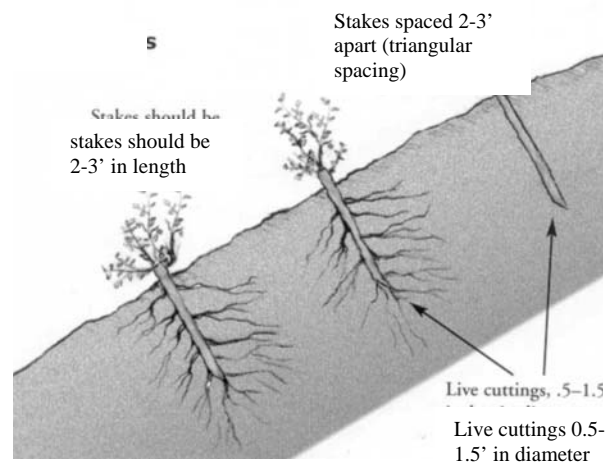 s
Stakes spaced 2-3’
apart (triangular
spacing)
Stakes should be
stakes should be
2-3’ in length
Live cuttings, .5–1.5
Live cuttings 0.5-
1.5’ in diameter